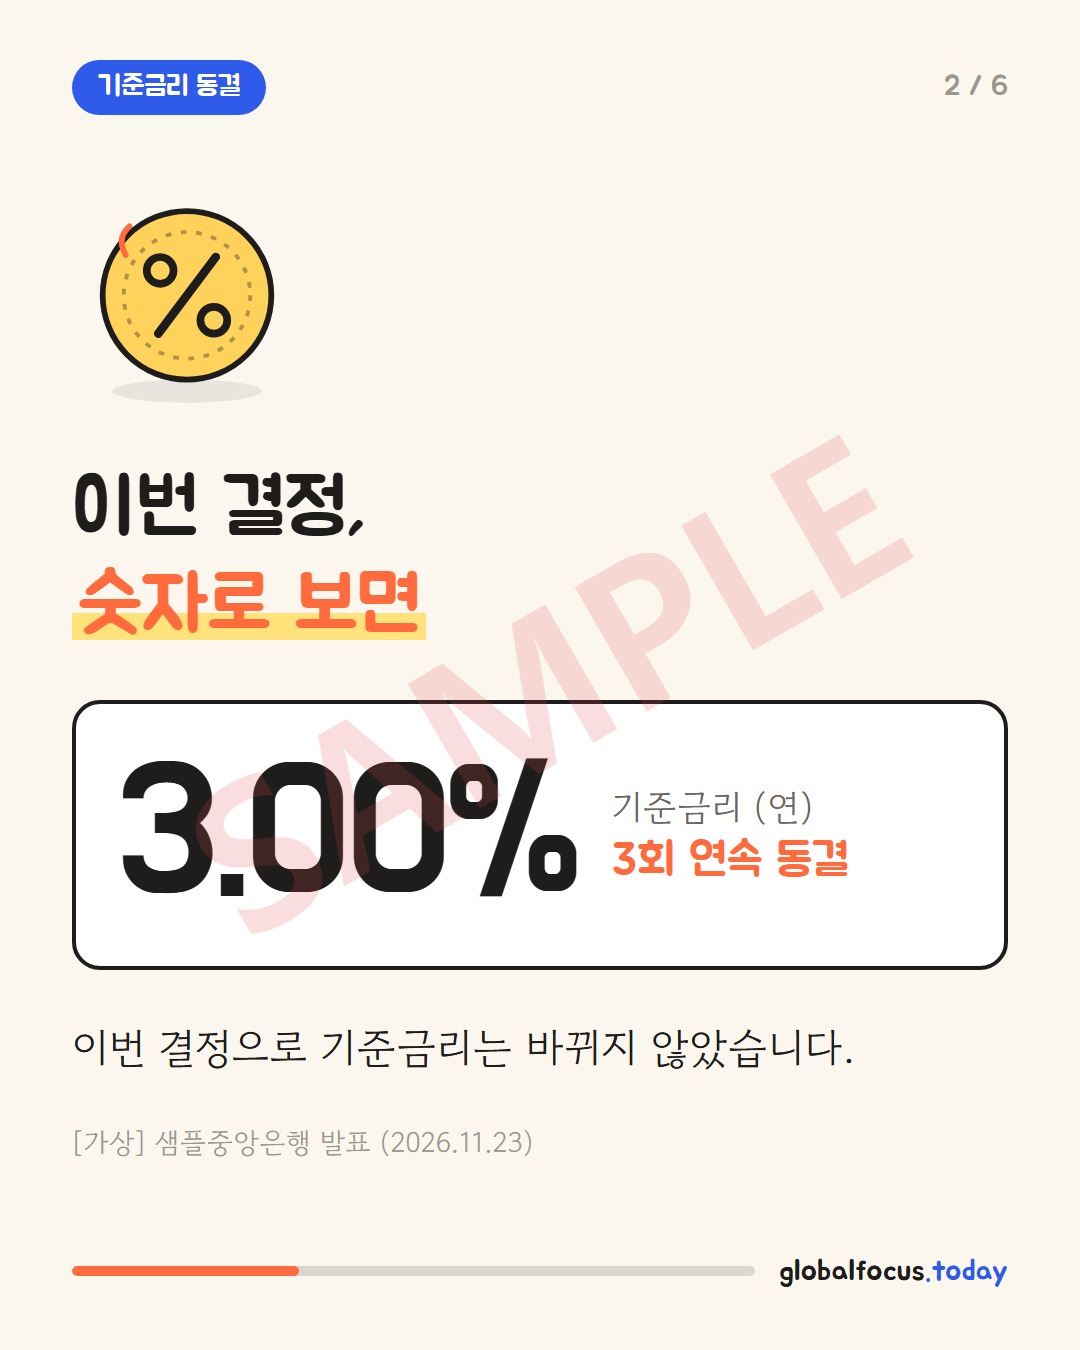 기준금리 동결
2 / 6
%
이번 결정,
숫자로 보면
SAMPLE
3.00%
기준금리 (연)
3회 연속 동결
이번 결정으로 기준금리는 바뀌지 않았습니다.
[가상] 샘플중앙은행 발표 (2026.11.23)
globalfocus.today